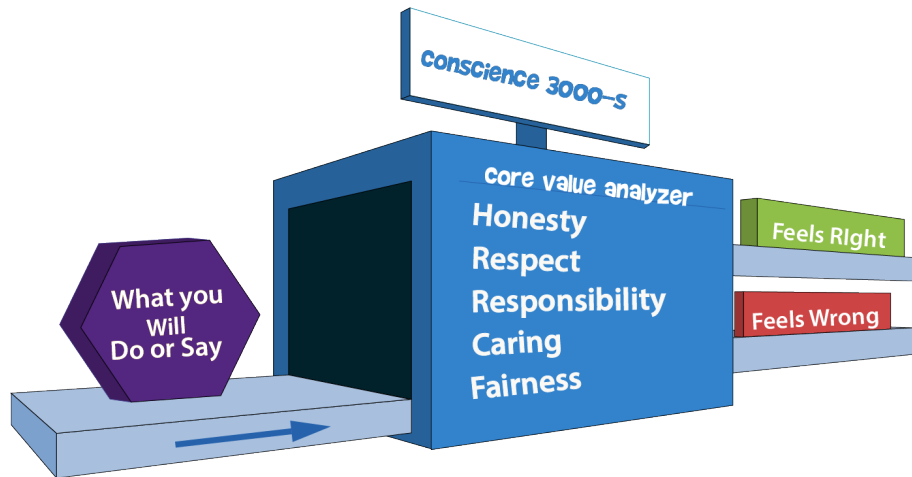 conscience 3000-s
core value analyzer
Honesty
Respect
Responsibility
Caring
Fairness
What you
Will
Do or Say
Feels RIght
Feels Wrong